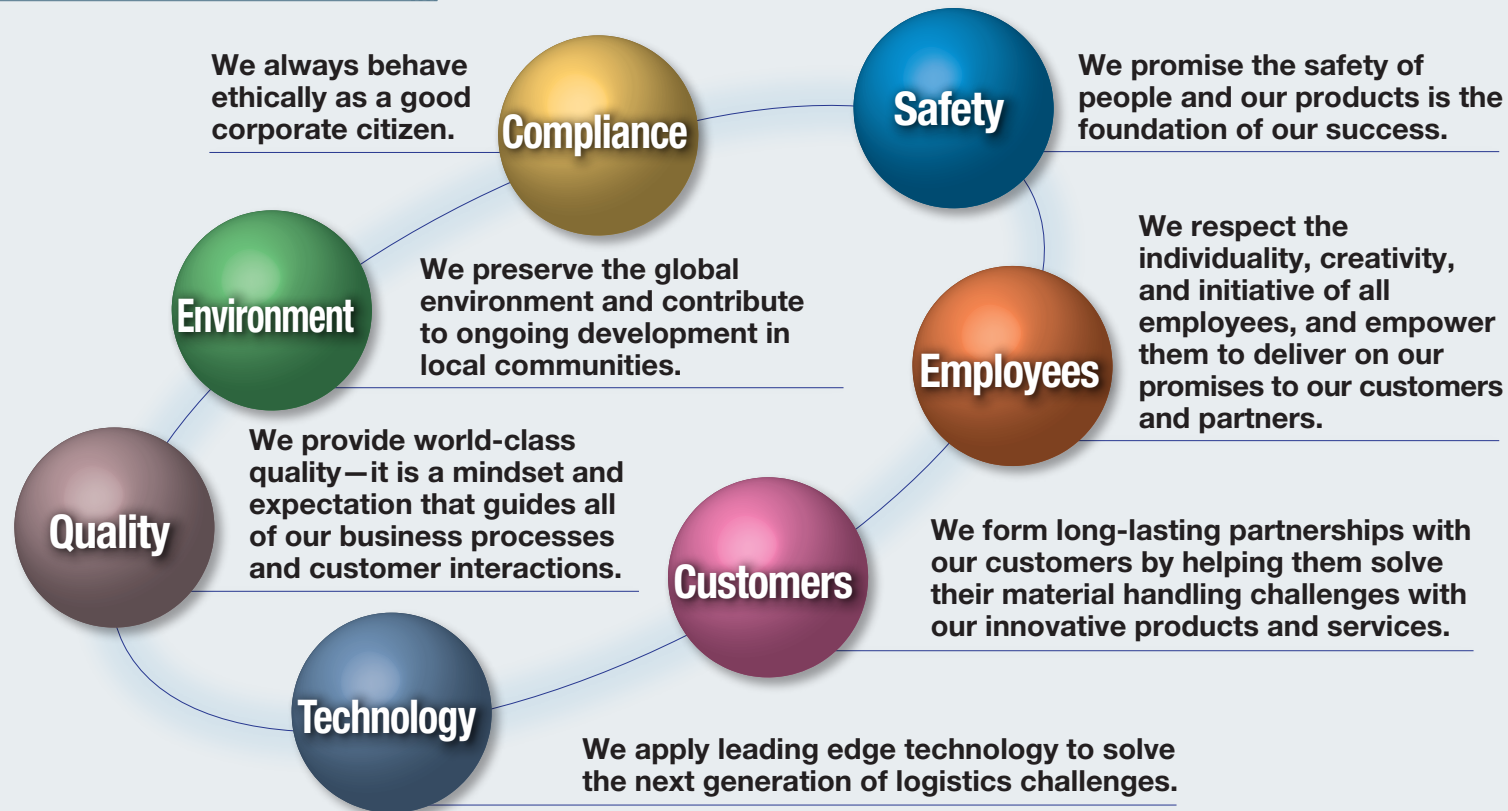 We always behave
ethically as a good
corporate citizen.
Compliance
Safety
We promise the safety of
people and our products is the
foundation of our success.
Environment
We preserve the global
environment and contribute
to ongoing development in
local communities.
Employees
We respect the
individuality, creativity,
and initiative of all
employees, and empower
them to deliver on our
promises to our customers
and partners.
Quality
We provide world-class
quality—it is a mindset and
expectation that guides all
of our business processes
and customer interactions.
Customers
We form long-lasting partnerships with
our customers by helping them solve
their material handling challenges with
our innovative products and services.
Technology
We apply leading edge technology to solve
the next generation of logistics challenges.